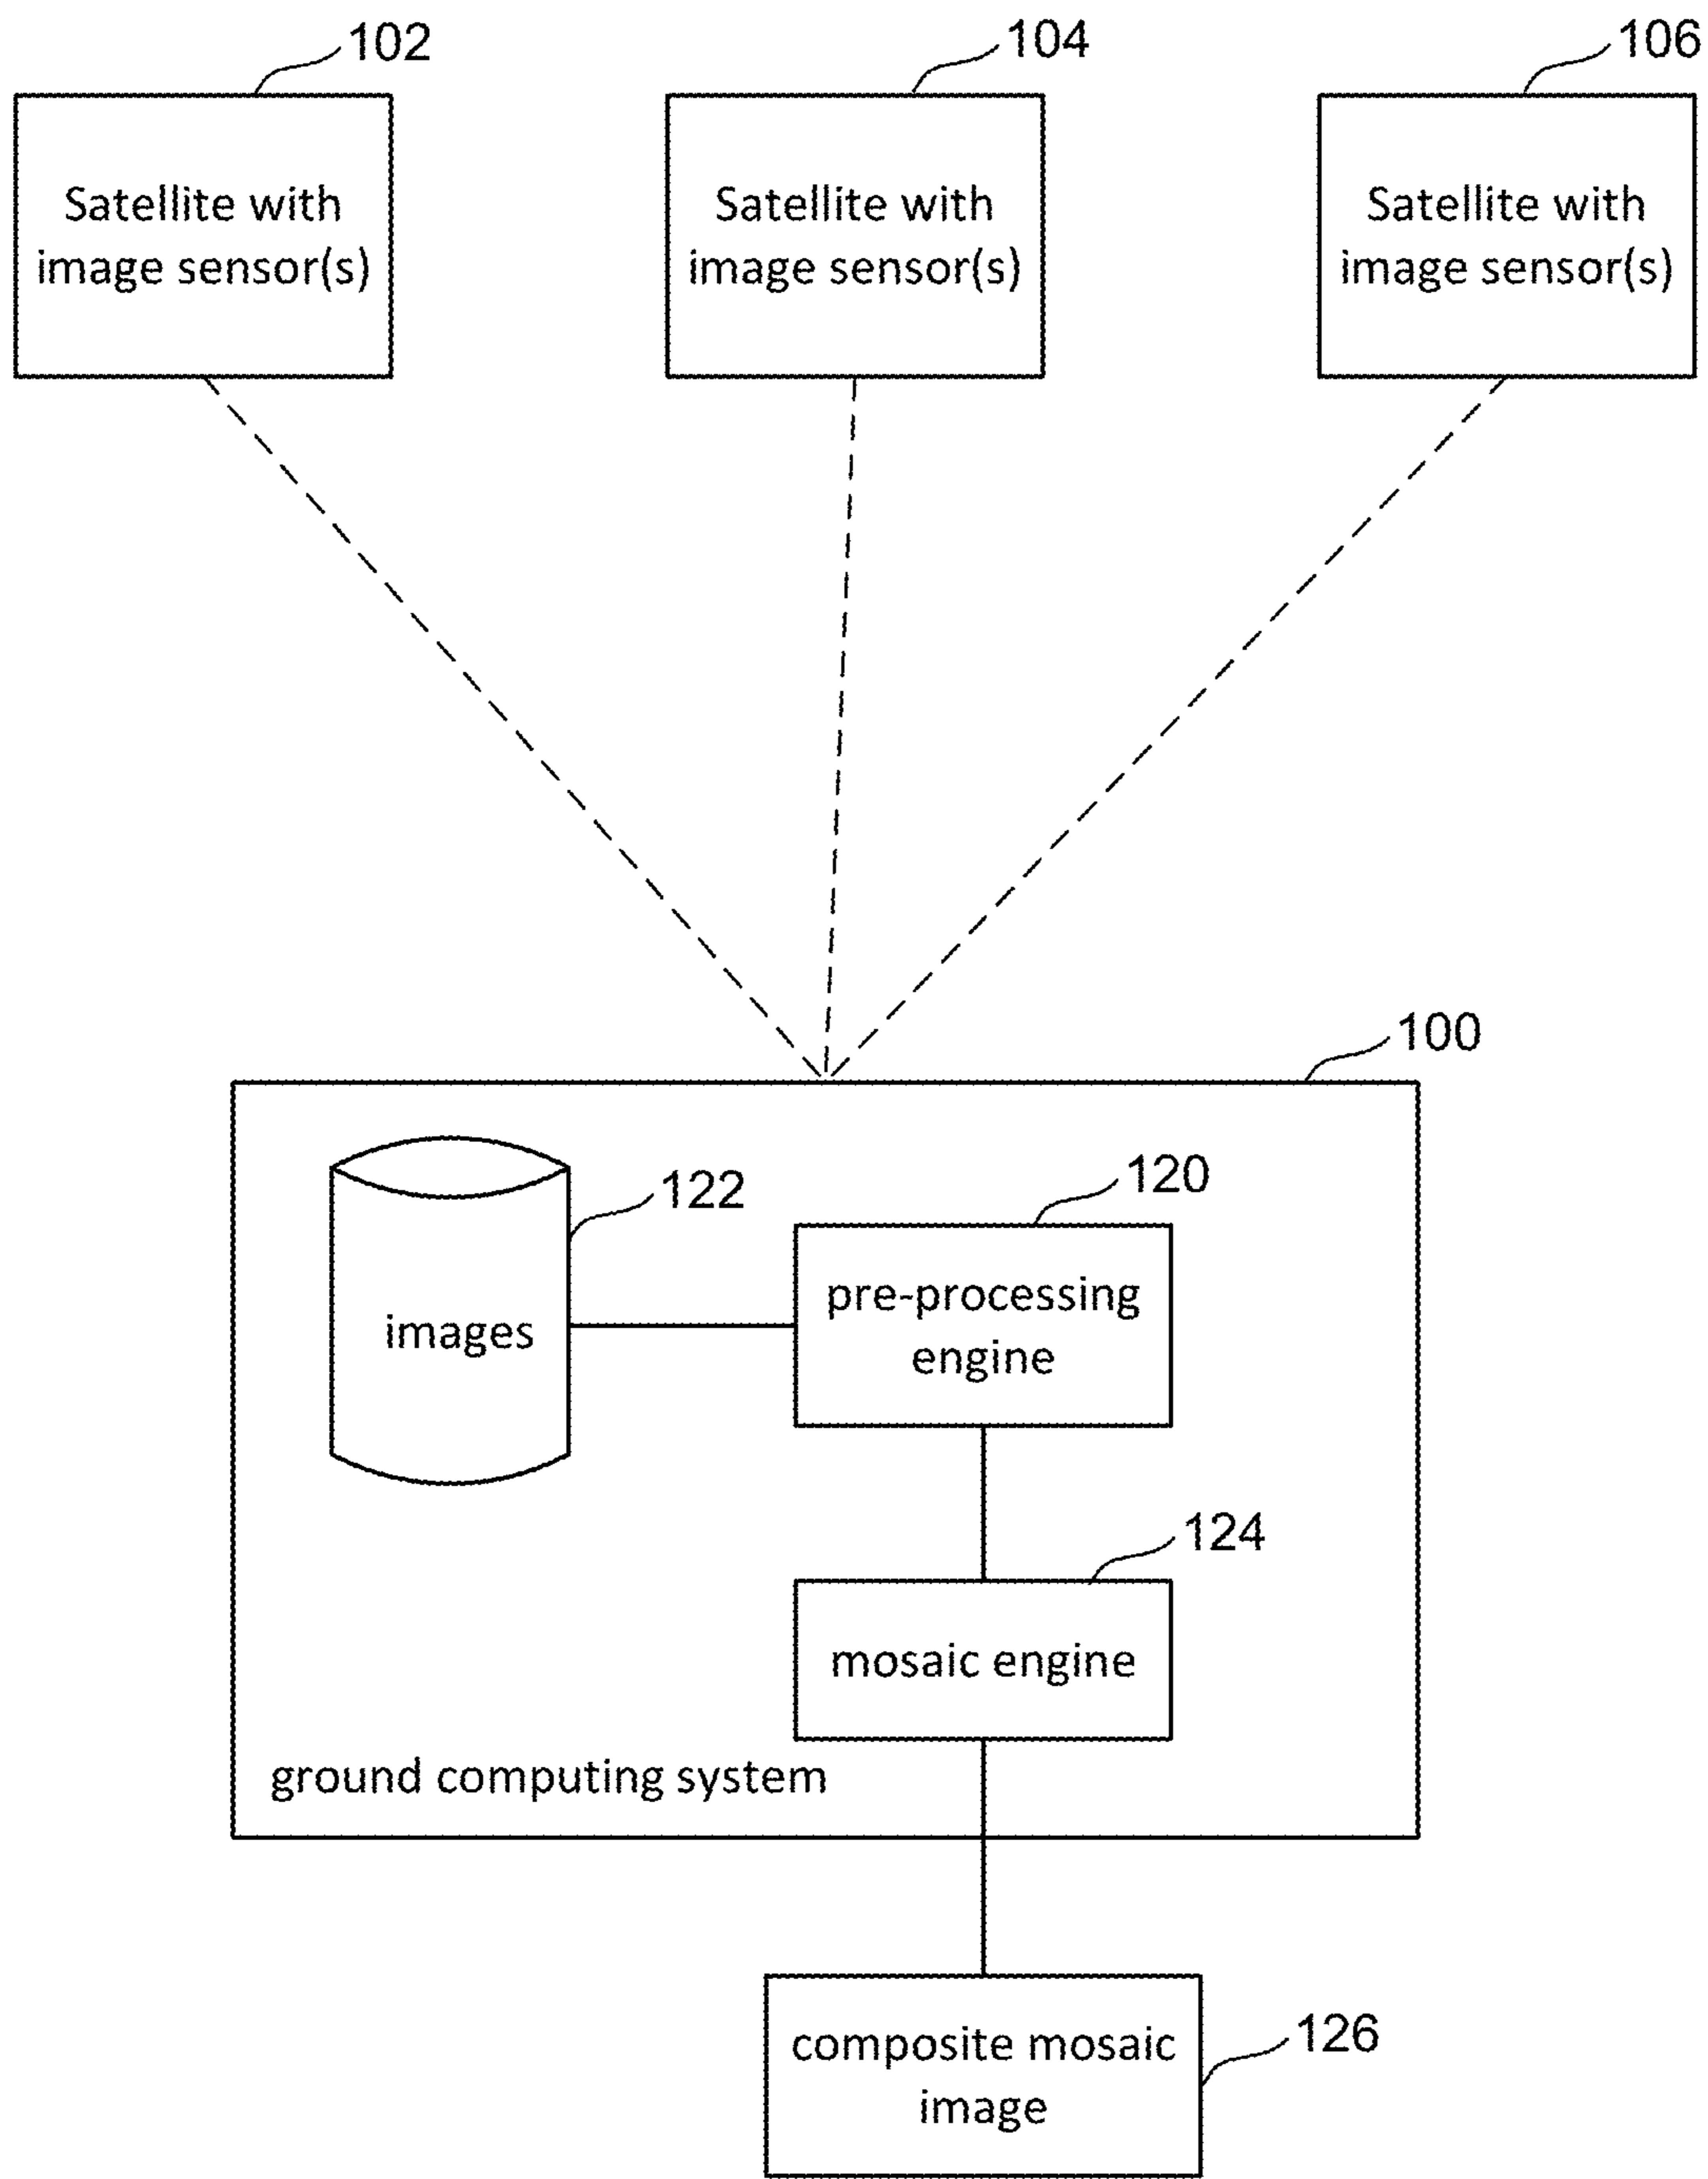 102
104
106
Satellite with
image sensor(s)
Satellite with
image sensor(s)
Satellite with
image sensor(s)
100
122
120
images
pre-processing
engine
124
mosaic engine
ground computing system
composite mosaic
image
126